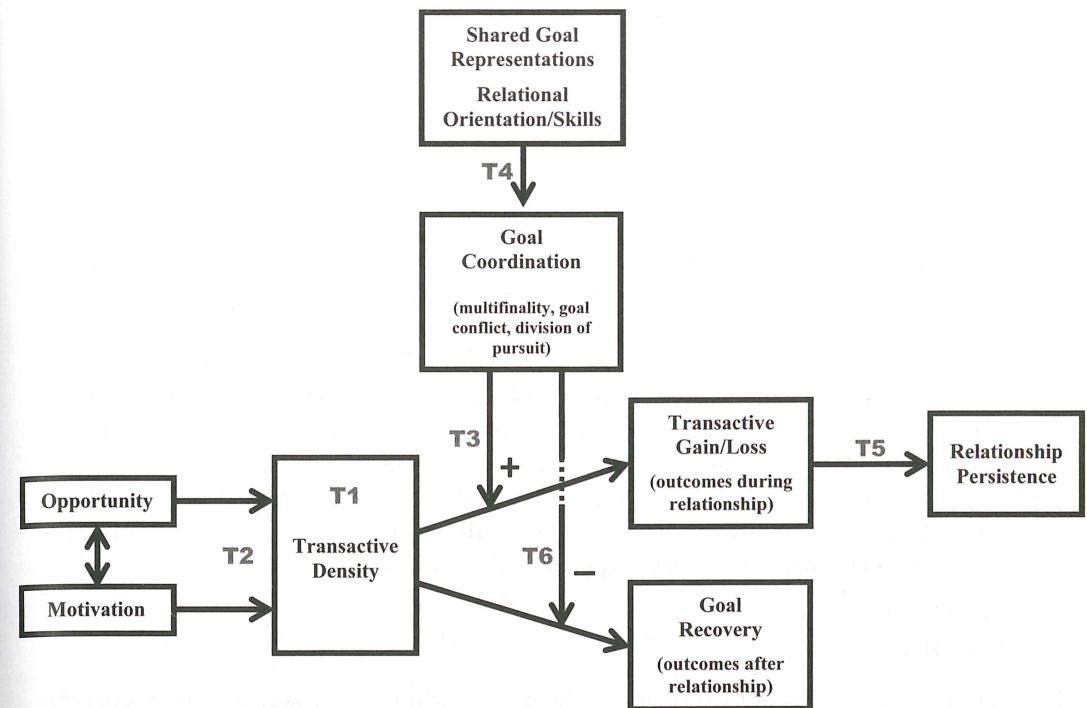 Shared Goal
Representations
Relational
Orientation/Skills
T4
Goal
Coordination
(multifinality, goal
conflict, division of
pursuit)
T3
+
Transactive
Gain/Loss
(outcomes during
relationship)
T5
Relationship
Persistence
Opportunity
T2
Motivation
T1
Transactive
Density
T6
–
Goal
Recovery
(outcomes after
relationship)